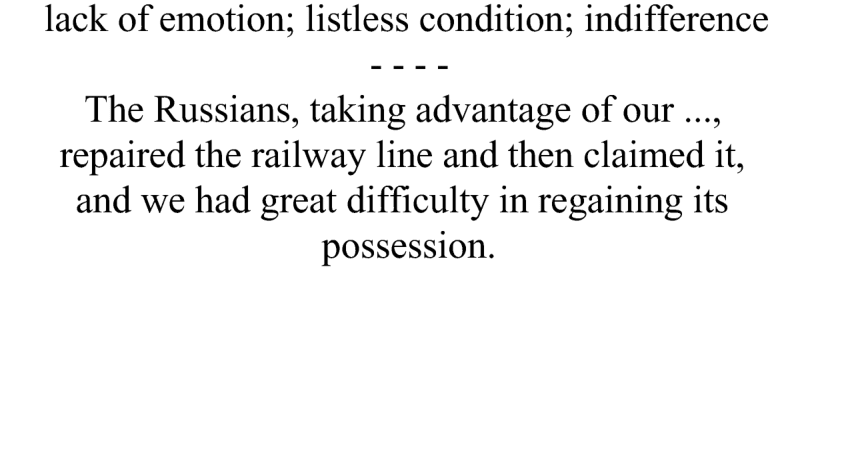 lack of emotion; listless condition; indifference
- - - -
The Russians, taking advantage of our ...,
repaired the railway line and then claimed it,
and we had great difficulty in regaining its
possession.